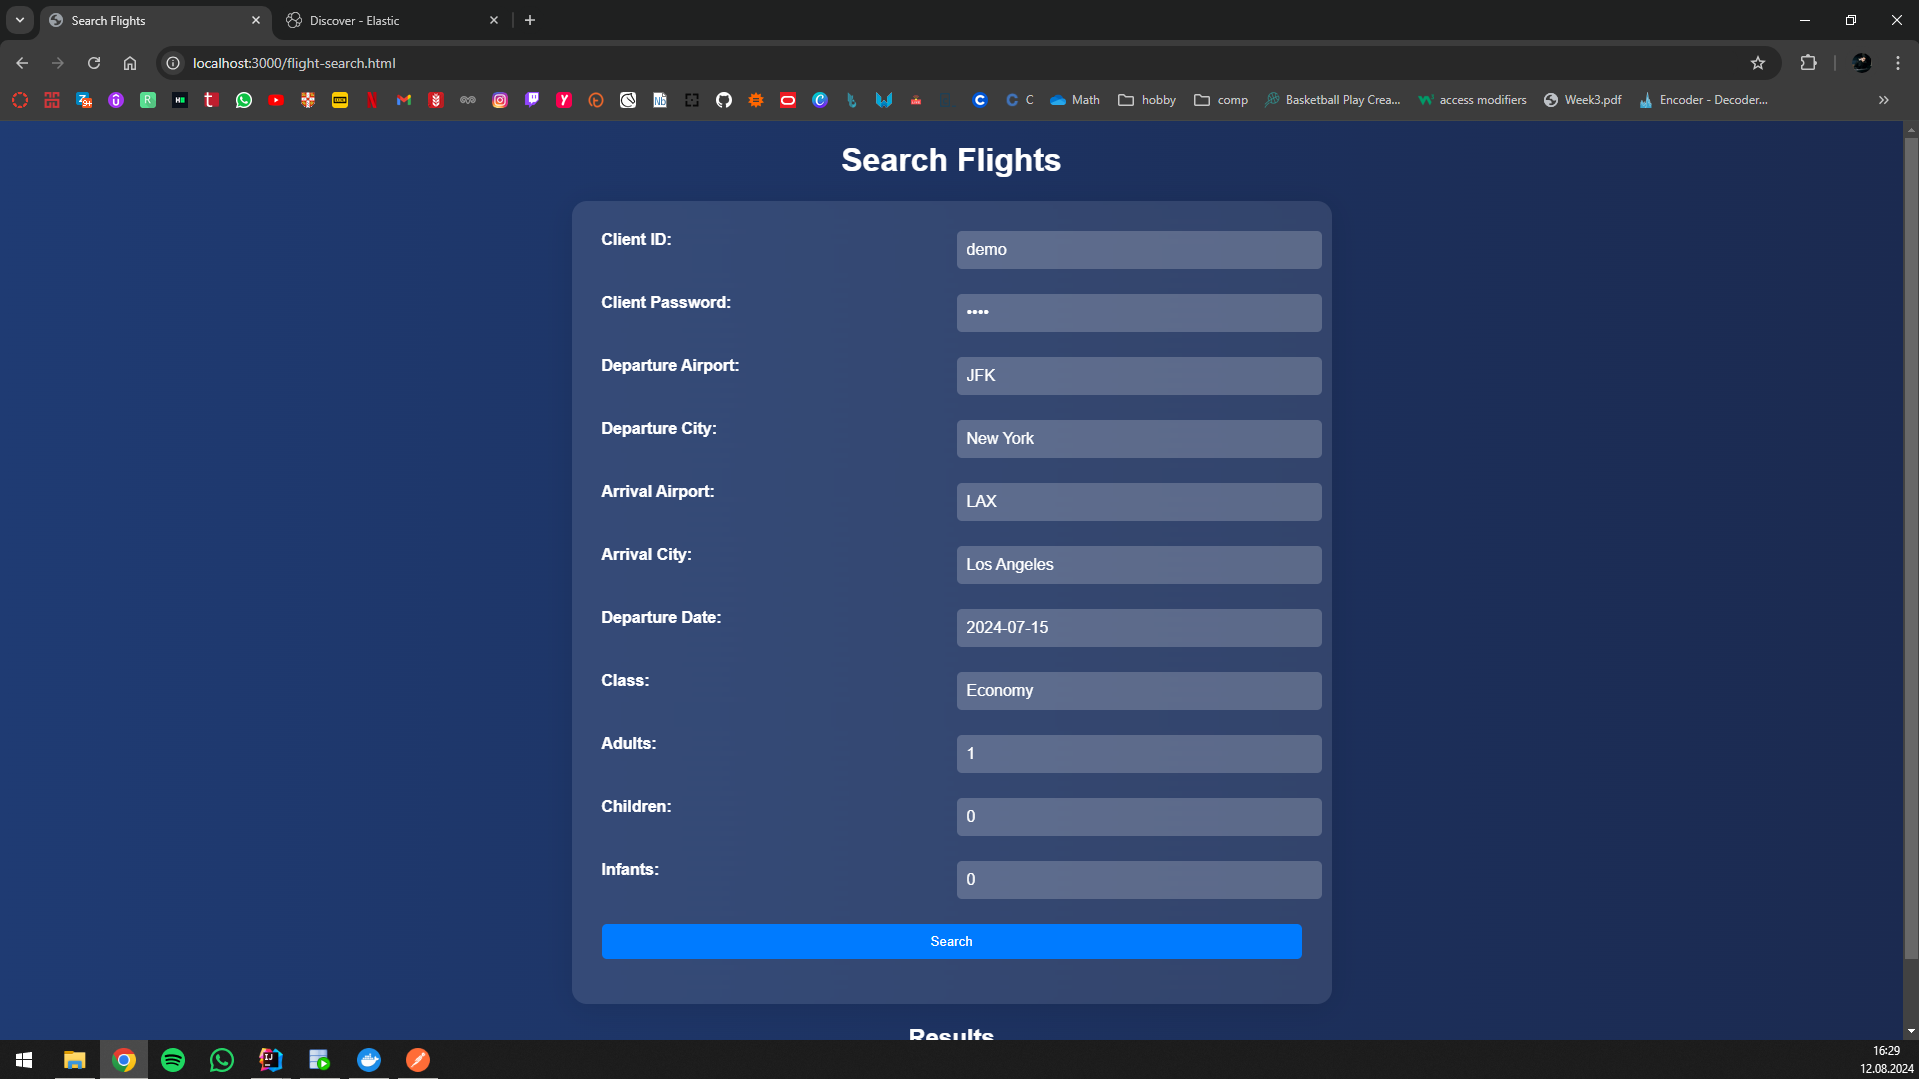 Search Flights
Discover - Elastic
localhost:3000/flight-search.html
C
Math
hobby
comp
Basketball Play Crea...
access modifiers
Week3.pdf
Encoder - Decoder...
Search Flights
Client ID:
demo
Client Password:
••••
Departure Airport:
JFK
Departure City:
New York
Arrival Airport:
LAX
Arrival City:
Los Angeles
Departure Date:
2024-07-15
Class:
Economy
Adults:
1
Children:
0
Infants:
0
Search
Results
16:29
12.08.2024